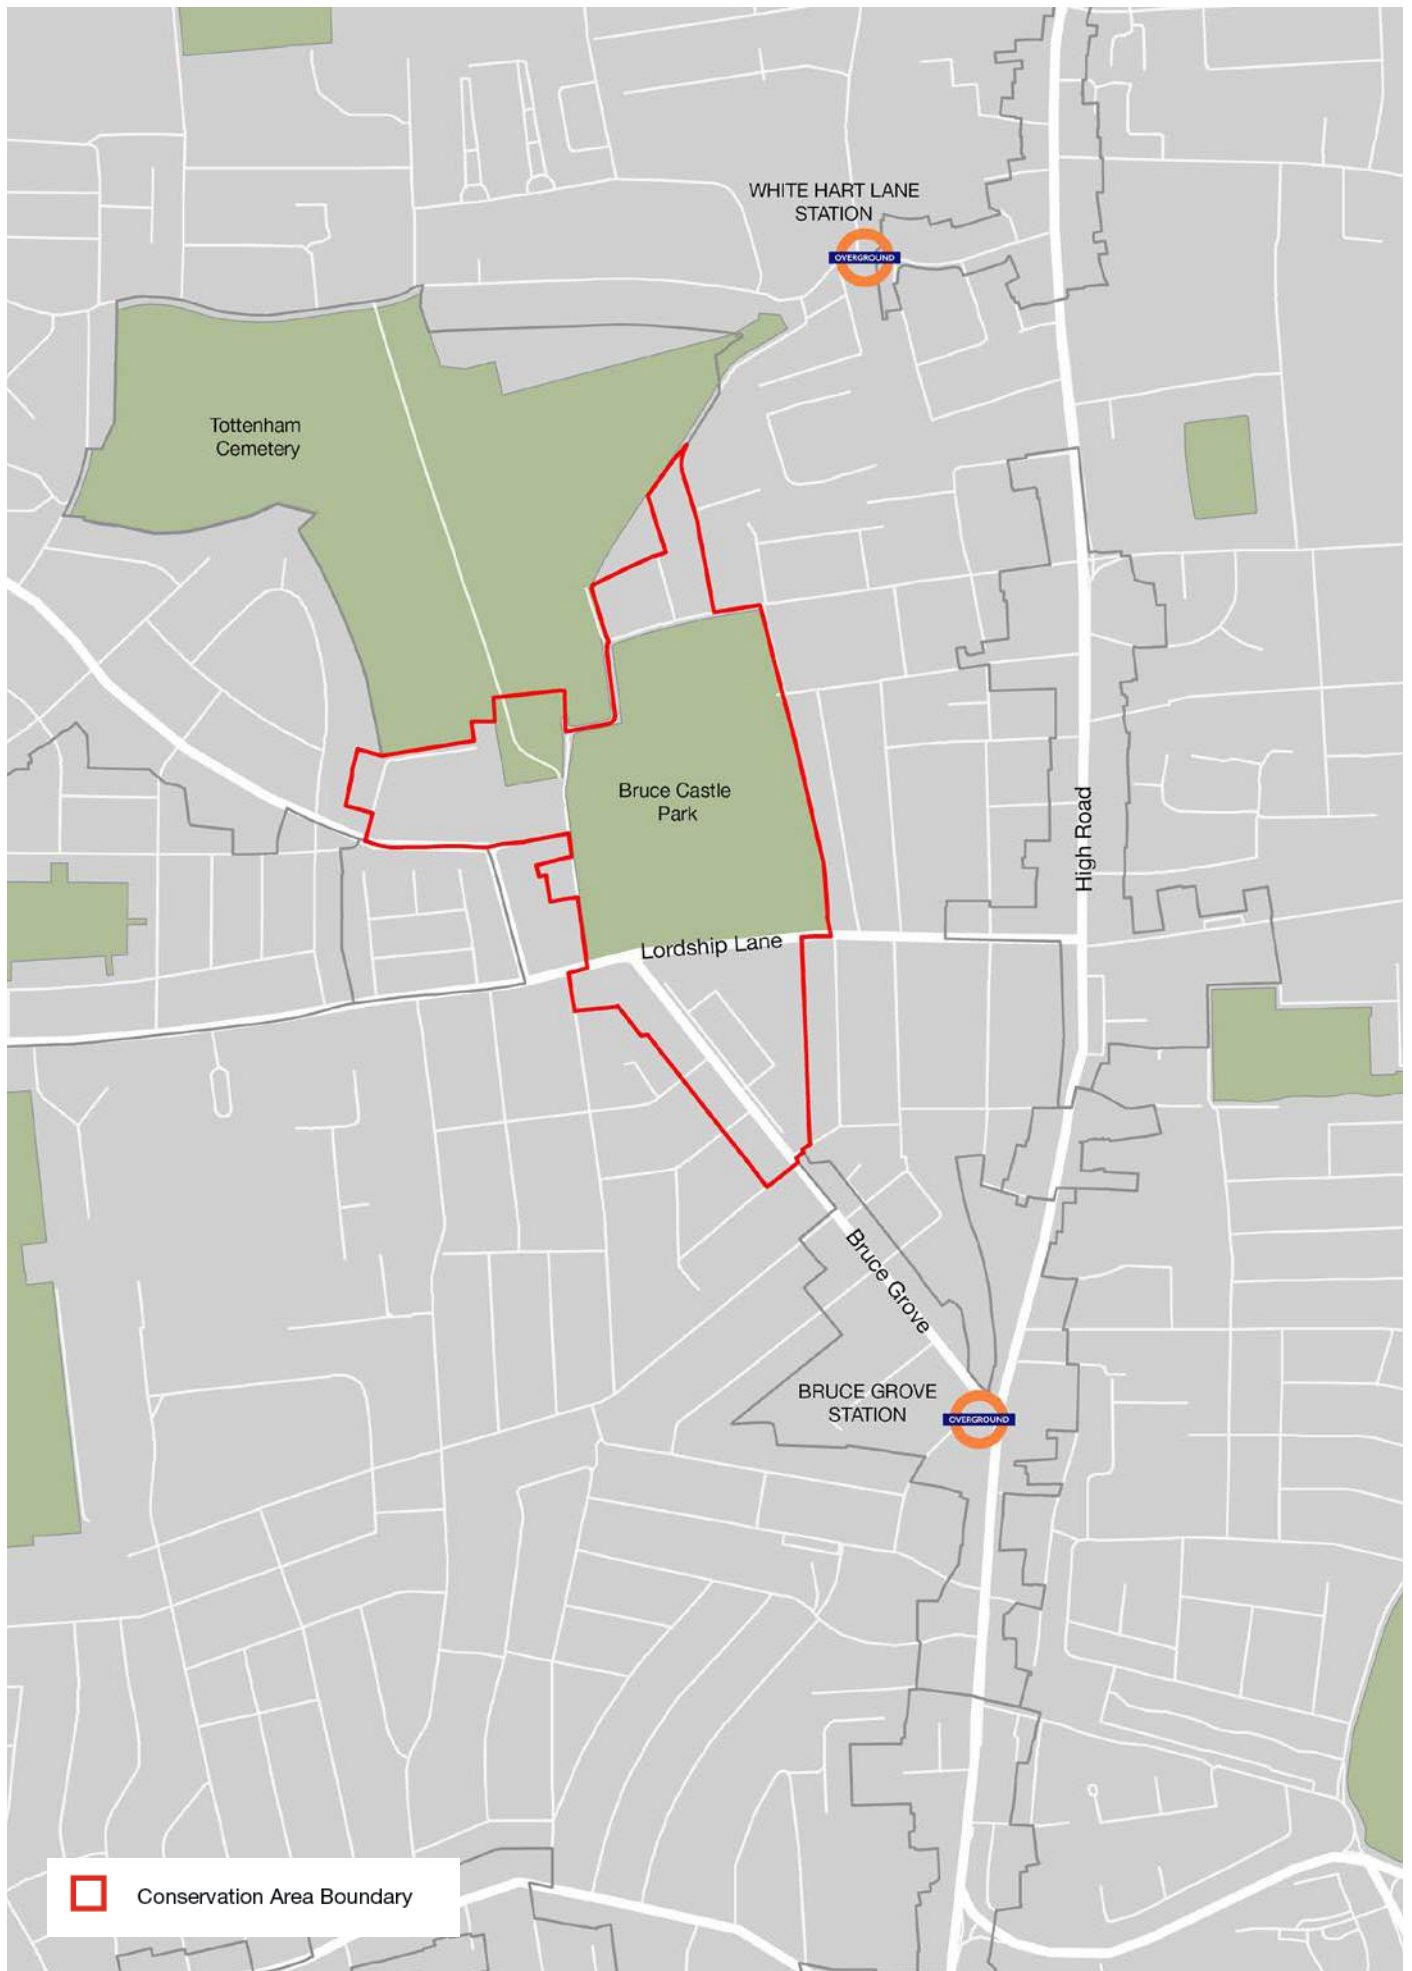 WHITE HART LANE
STATION
OVERGROUND
Tottenham
Cemetery
Bruce Castle
Park
High Road
Lordship Lane
Bruce Grove
BRUCE GROVE
STATION
OVERGROUND
Conservation Area Boundary